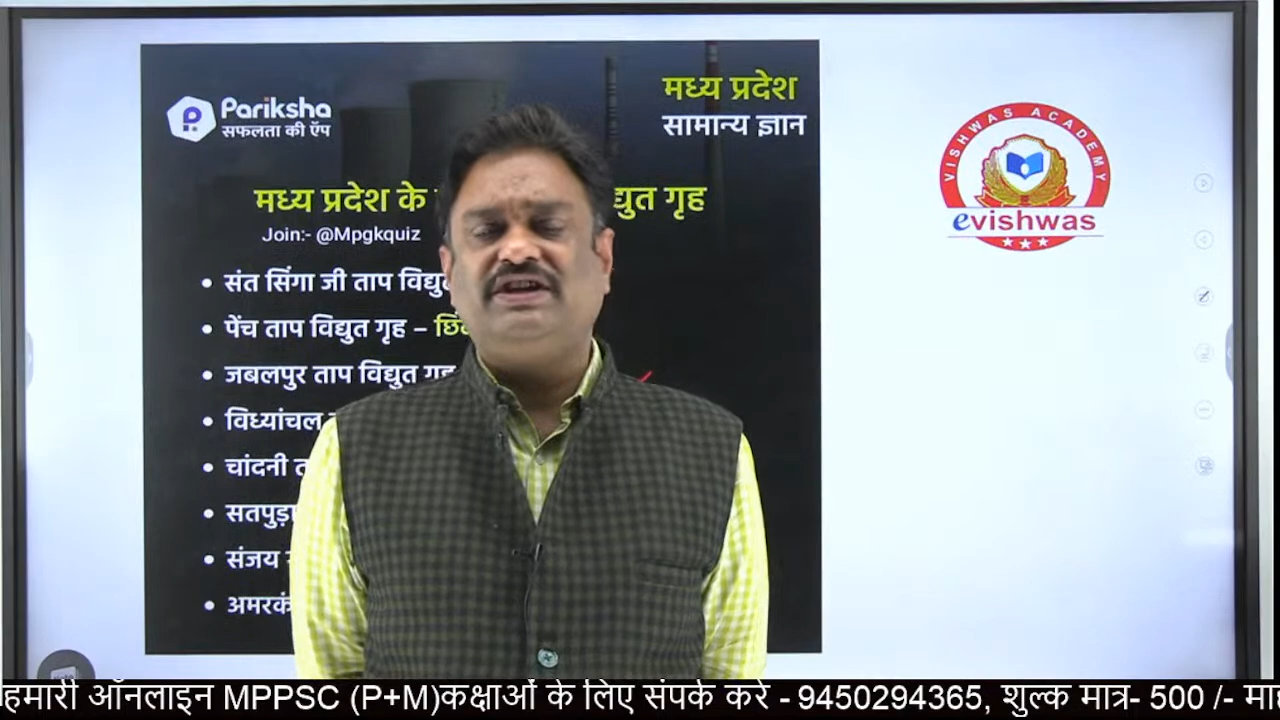 Pariksha
सफलता की ऍप
मध्य प्रदेश
सामान्य ज्ञान
VISHWAS ACADEMY
evishwas
मध्य प्रदेश के
गृह
Join:- @Mpgkquiz
• संत सिंगा जी ताप
• पेंच ताप विद्युत गृह –
• जबलपुर ताप विद्युत गृह
• विध्यांचल
• चांदनी
• सतपुड़ा
• संजय
हमारी ऑनलाइन MPPSC (P+M)कक्षाओं के लिए संपर्क करे - 9450294365, शुल्क मात्र- 500 /-